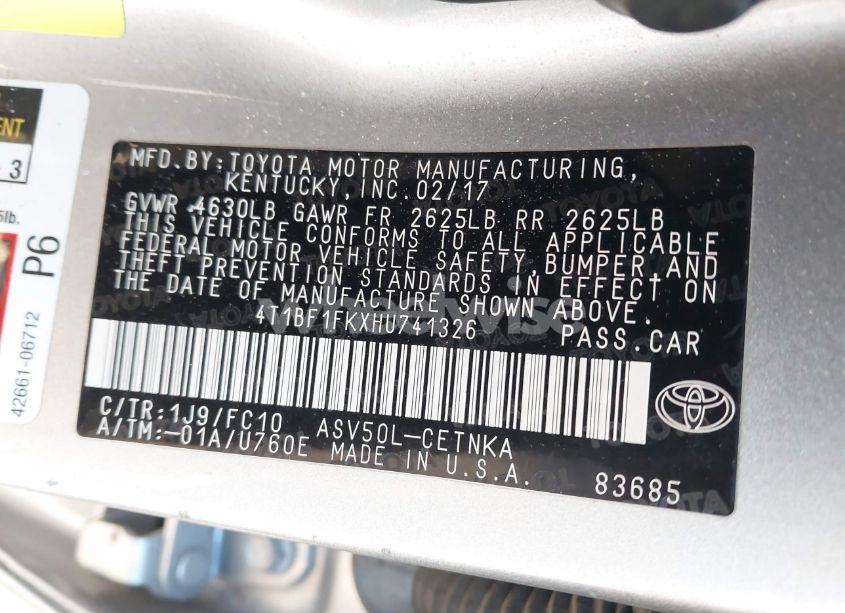 MFD.BY:TOYOTA MOTOR MANUFACTURING,
KENTUCKY,INC. 02/17
GVWR 4630LB GAWR FR 2625LB RR 2625LB
THIS VEHICLE CONFORMS TO ALL APPLICABLE
FEDERAL MOTOR VEHICLE SAFETY,BUMPER,AND
THEFT PREVENTION STANDARDS IN EFFECT ON
THE DATE OF MANUFACTURE SHOWN ABOVE.
4T1BF1FKXHU741326 PASS.CAR
C/TR:1J9/FC10 ASV50L-CETNKA
A/TM:-01A/U760E MADE IN U.S.A.
83685
3
lb.
P6
42661-06712